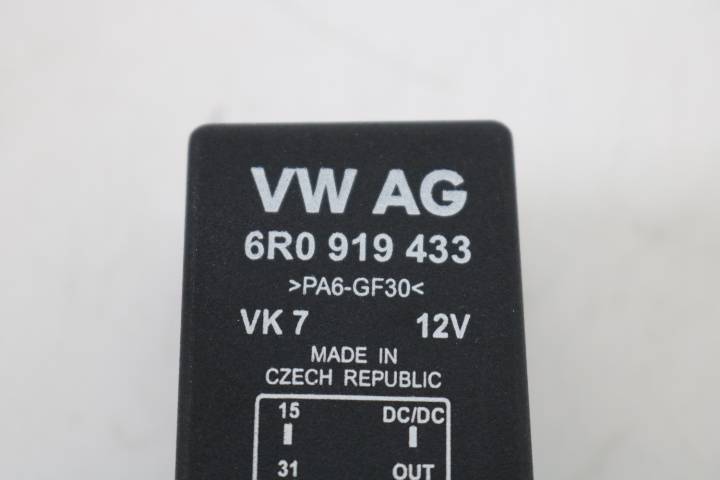 VW AG
6R0 919 433
>PA6-GF30<
VK 7 12V
MADE IN
CZECH REPUBLIC
15 DC/DC
31 OUT